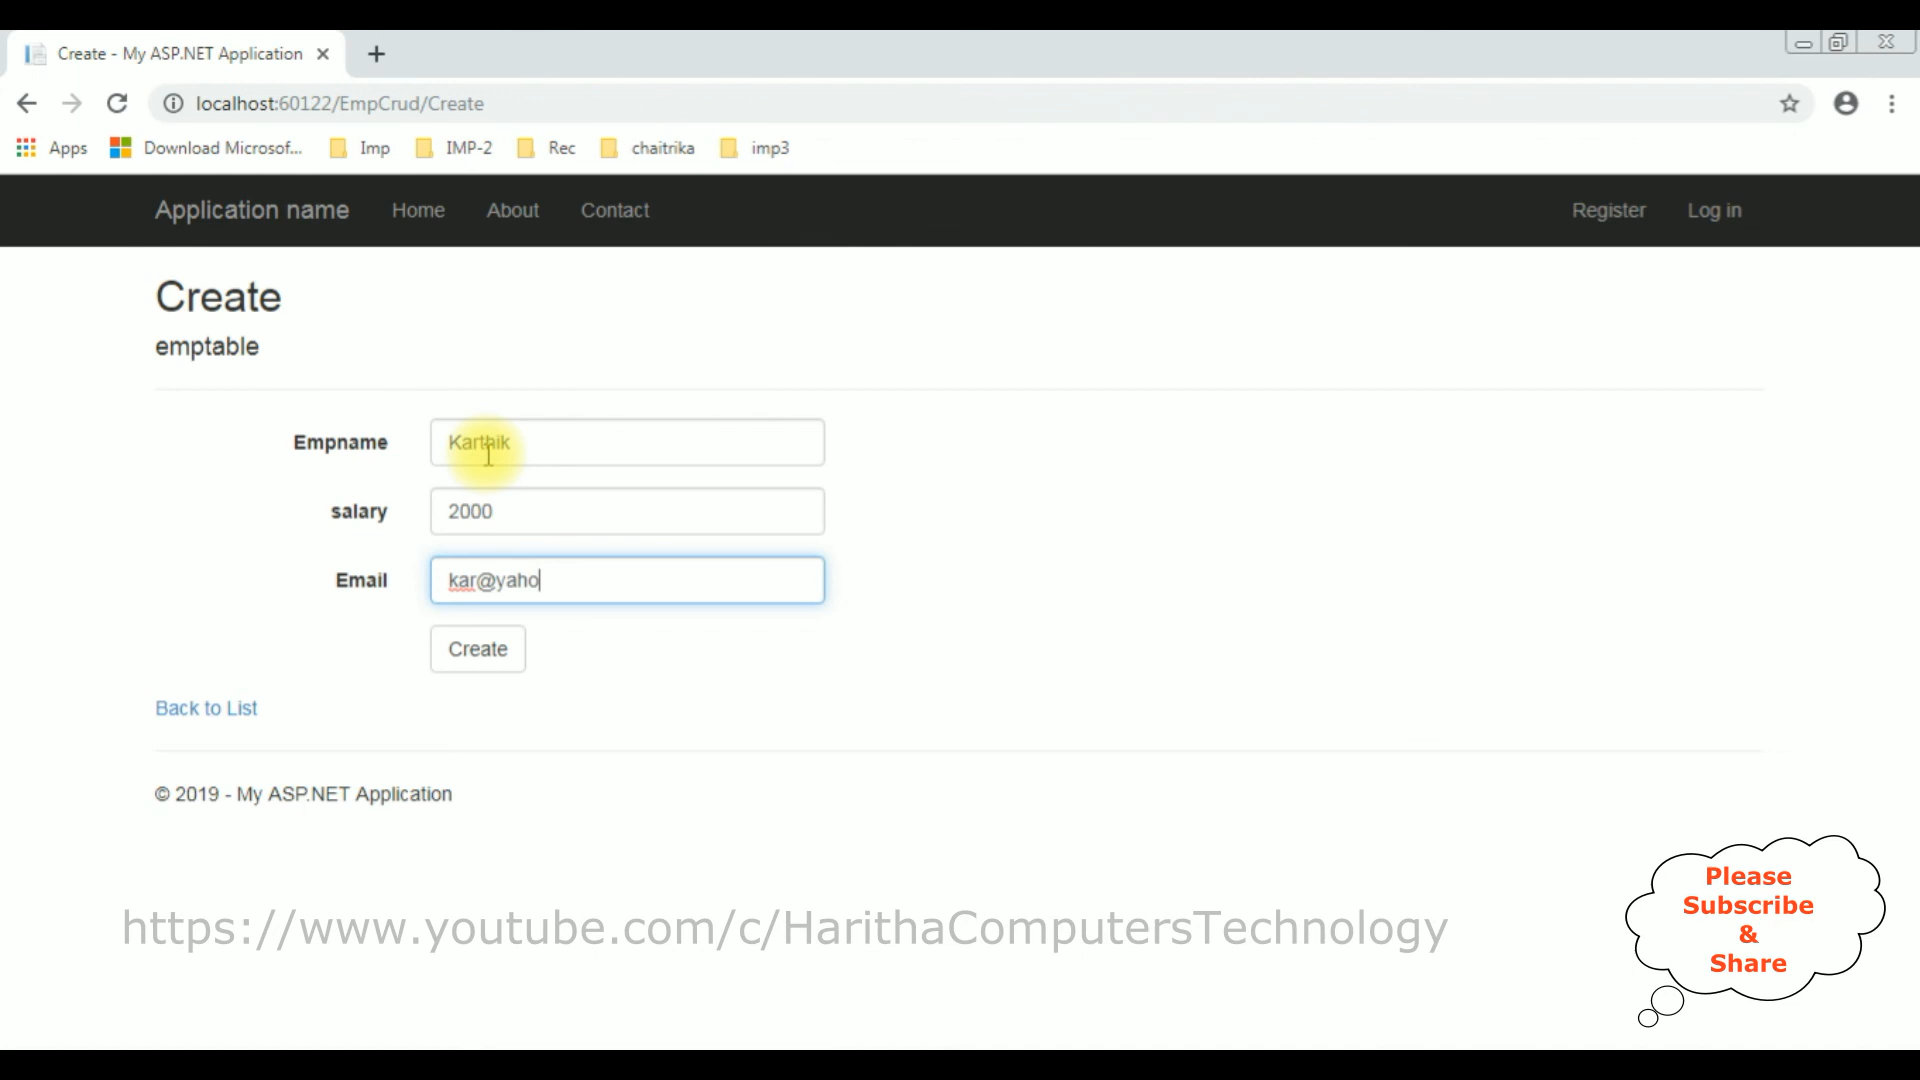 Create - My ASP.NET Application
localhost:60122/EmpCrud/Create
Apps Download Microsof... Imp IMP-2 Rec chaitrika imp3
Application name Home About Contact Register Log in
Create
emptable
Empname Karthik
salary 2000
Email kar@yaho
Create
Back to List
© 2019 - My ASP.NET Application
Please
Subscribe
&
Share
https://www.youtube.com/c/HarithaComputersTechnology